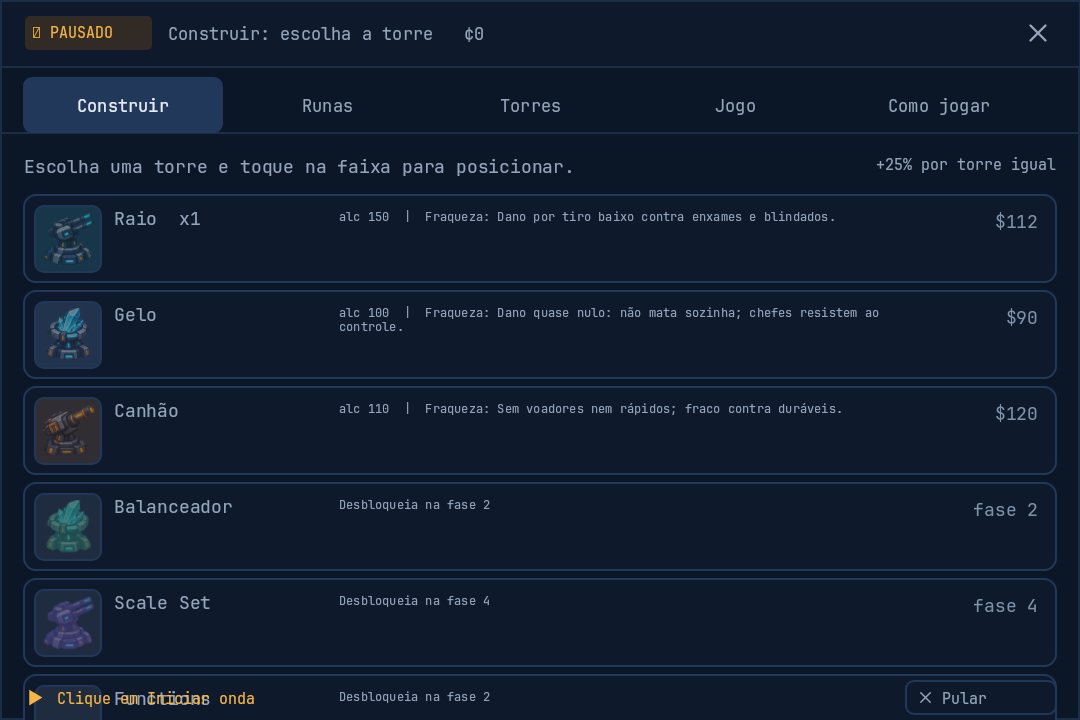 PAUSADO
Construir: escolha a torre ¢0
Construir Runas Torres Jogo Como jogar
Escolha uma torre e toque na faixa para posicionar. +25% por torre igual
Raio x1 alc 150 | Fraqueza: Dano por tiro baixo contra enxames e blindados. $112
Gelo alc 100 | Fraqueza: Dano quase nulo: não mata sozinha; chefes resistem ao
controle. $90
Canhão alc 110 | Fraqueza: Sem voadores nem rápidos; fraco contra duráveis. $120
Balanceador Desbloqueia na fase 2 fase 2
Scale Set Desbloqueia na fase 4 fase 4
Functions Desbloqueia na fase 2
Clique em Iniciar onda
Pular